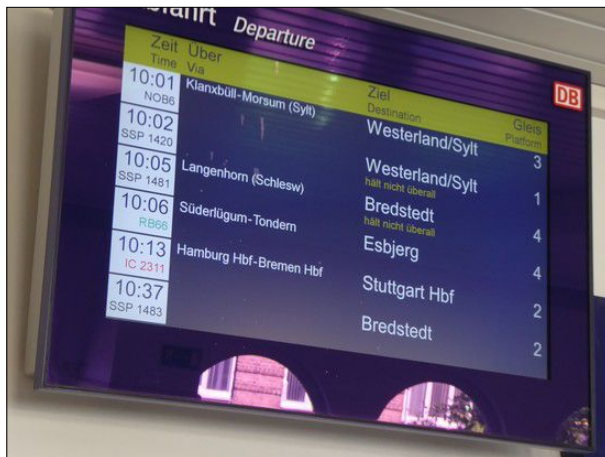 bfahrt Departure
DB
Zeit Über Ziel Gleis
Time Via Destination Platform
10:01 Klanxbüll-Morsum (Sylt) Westerland/Sylt 3
NOB6
10:02 Westerland/Sylt 1
SSP 1420 hält nicht überall
10:05 Langenhorn (Schlesw) Bredstedt 4
SSP 1481 hält nicht überall
10:06 Süderlügum-Tondern Esbjerg 4
RB66
10:13 Hamburg Hbf-Bremen Hbf Stuttgart Hbf 2
IC 2311
10:37 Bredstedt 2
SSP 1483